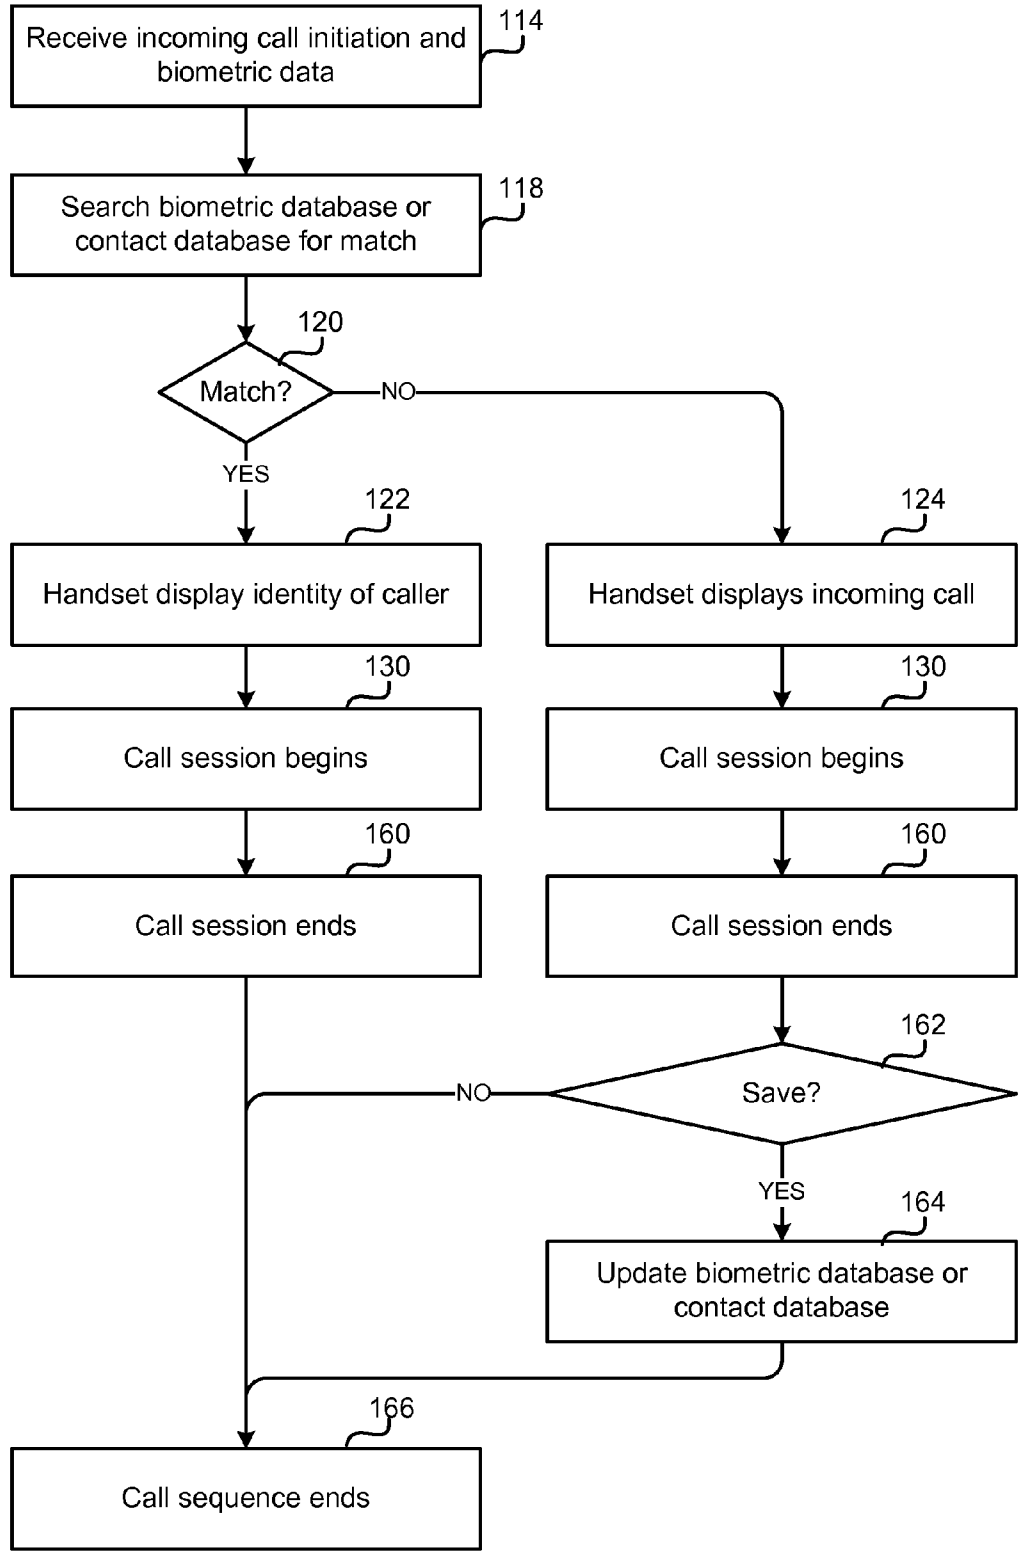 114
Receive incoming call initiation and
biometric data
118
Search biometric database or
contact database for match
120
Match?
NO
YES
122
Handset display identity of caller
124
Handset displays incoming call
130
Call session begins
130
Call session begins
160
Call session ends
160
Call session ends
162
Save?
NO
YES
164
Update biometric database or
contact database
166
Call sequence ends